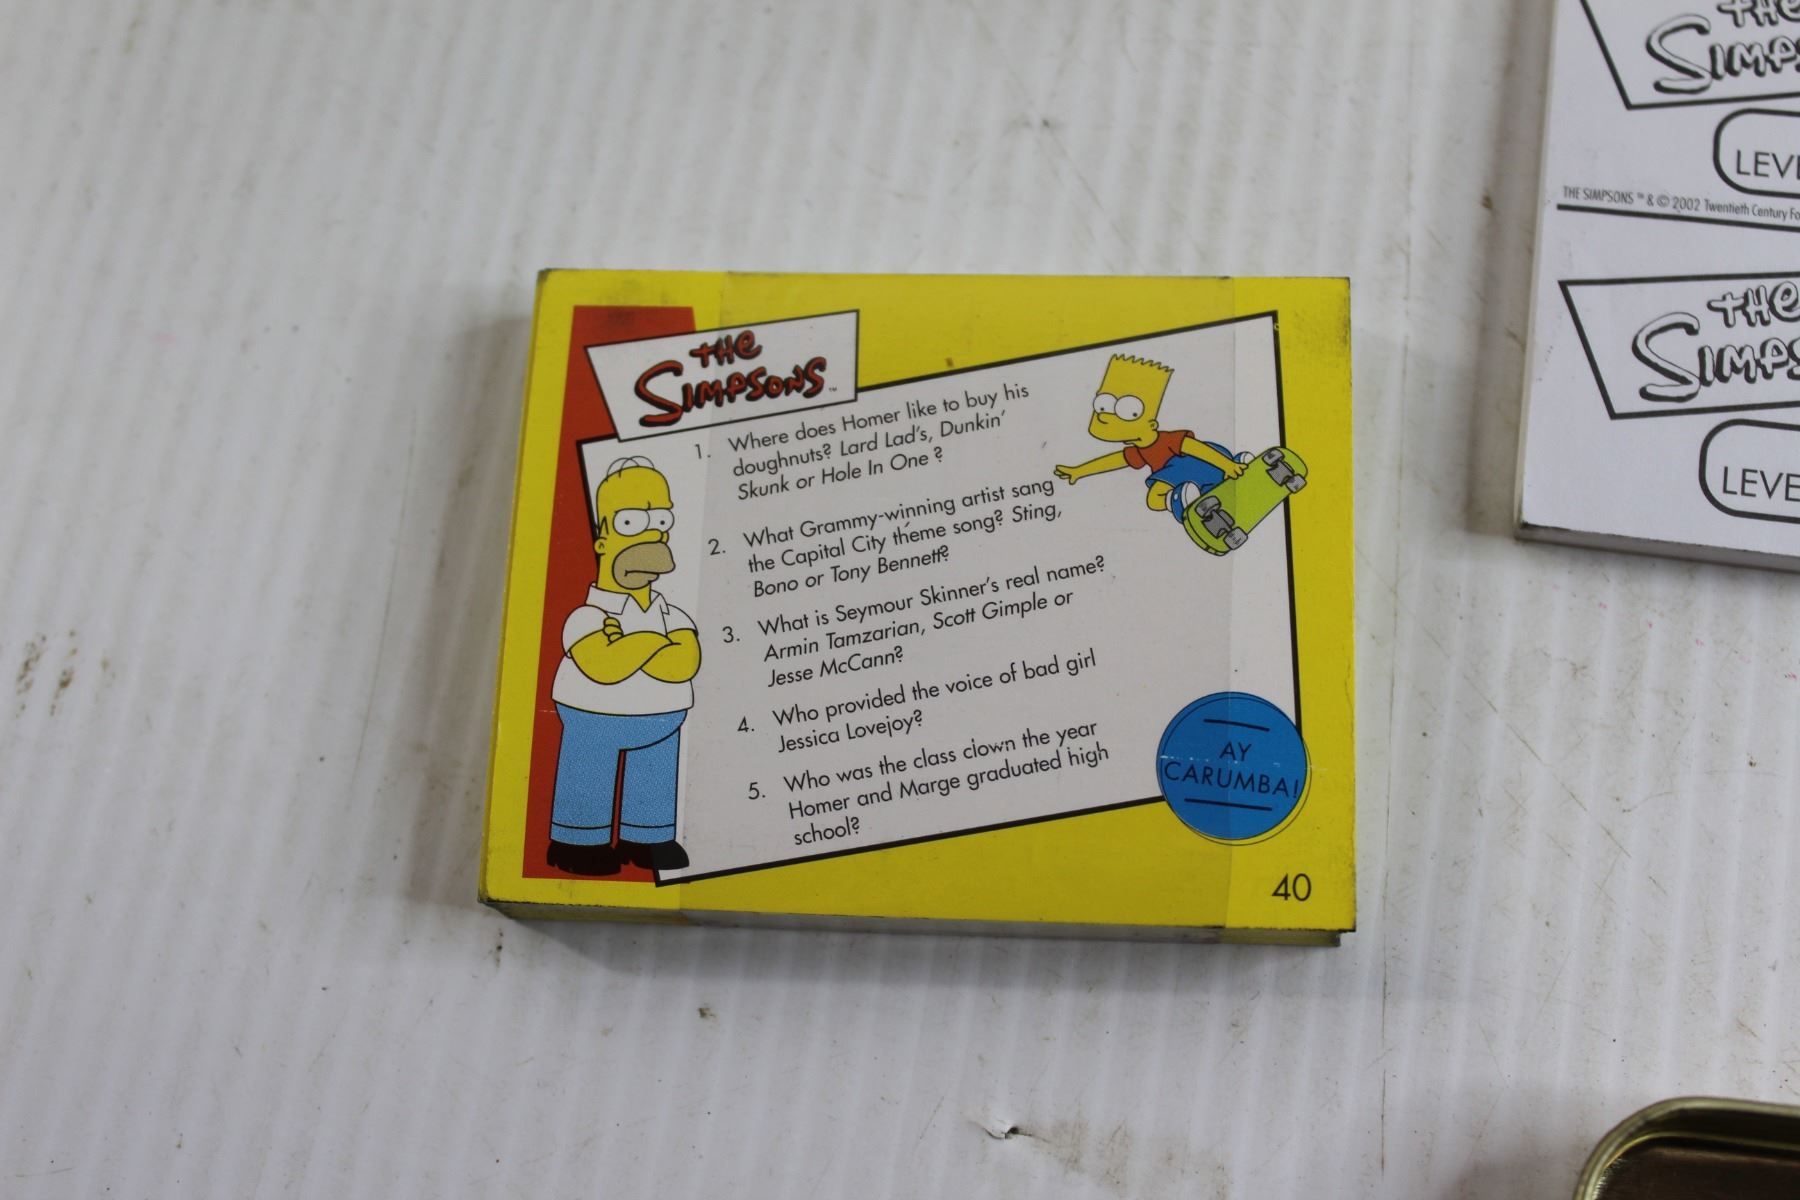 THE
SIMPSONS™
1. Where does Homer like to buy his
doughnuts? Lard Lad's, Dunkin'
Skunk or Hole In One ?
2. What Grammy-winning artist sang
the Capital City theme song? Sting,
Bono or Tony Bennett?
3. What is Seymour Skinner's real name?
Armin Tamzarian, Scott Gimple or
Jesse McCann?
4. Who provided the voice of bad girl
Jessica Lovejoy?
5. Who was the class clown the year
Homer and Marge graduated high
school?
AY
CARUMBA!
40
THE
SIMPS
LEVE
THE SIMPSONS ™ & © 2002 Twentieth Century Fo
THE
SIMPS
LEVE